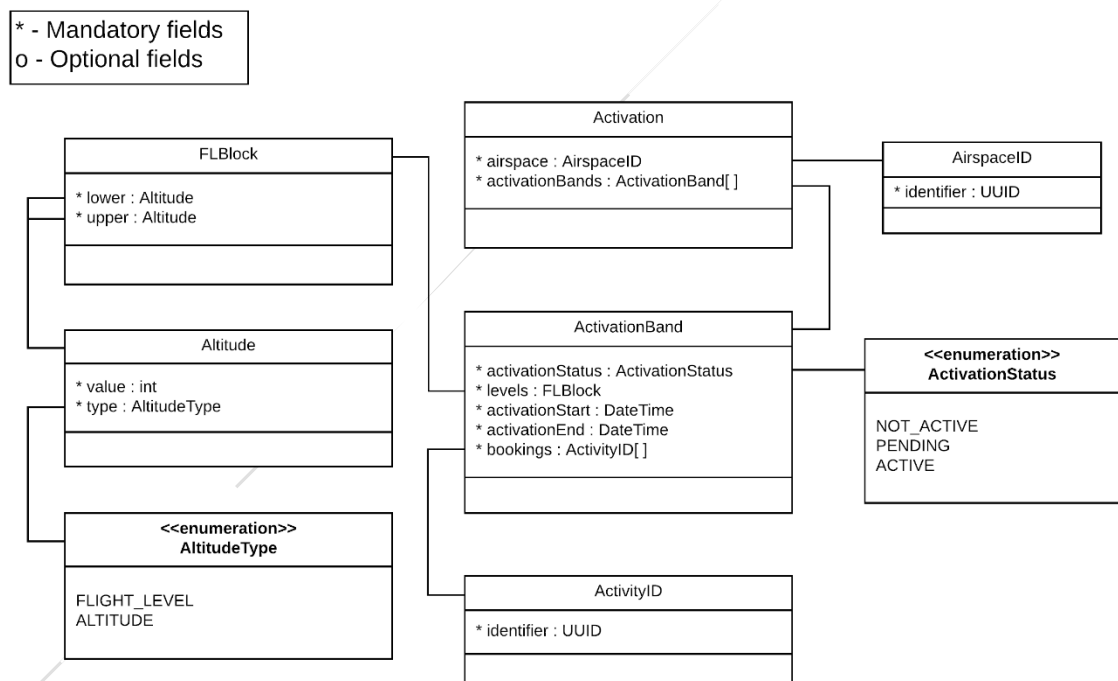 * - Mandatory fields
o - Optional fields
FLBlock
* lower : Altitude
* upper : Altitude
Altitude
* value : int
* type : AltitudeType
<<enumeration>>
AltitudeType
FLIGHT_LEVEL
ALTITUDE
Activation
* airspace : AirspaceID
* activationBands : ActivationBand[ ]
ActivationBand
* activationStatus : ActivationStatus
* levels : FLBlock
* activationStart : DateTime
* activationEnd : DateTime
* bookings : ActivityID[ ]
ActivityID
* identifier : UUID
AirspaceID
* identifier : UUID
<<enumeration>>
ActivationStatus
NOT_ACTIVE
PENDING
ACTIVE